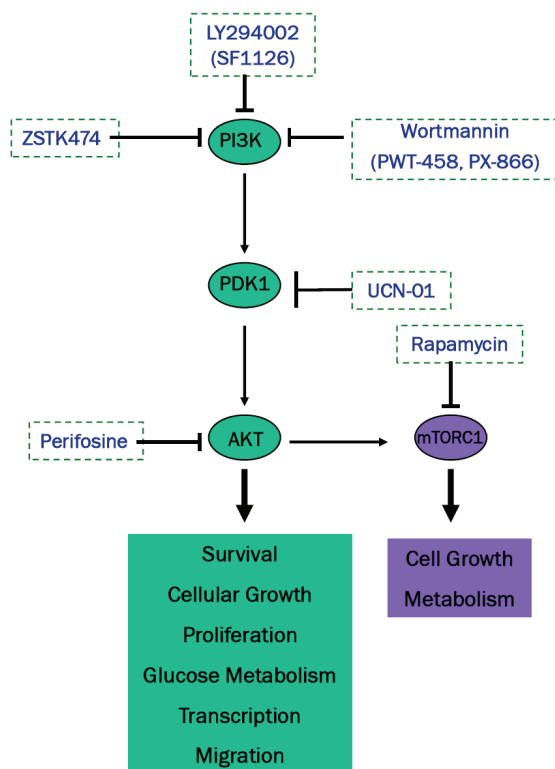 LY294002
(SF1126)
ZSTK474
PI3K
Wortmannin
(PWT-458, PX-866)
PDK1
UCN-01
Rapamycin
Perifosine
AKT
mTORC1
Survival
Cellular Growth
Proliferation
Glucose Metabolism
Transcription
Migration
Cell Growth
Metabolism